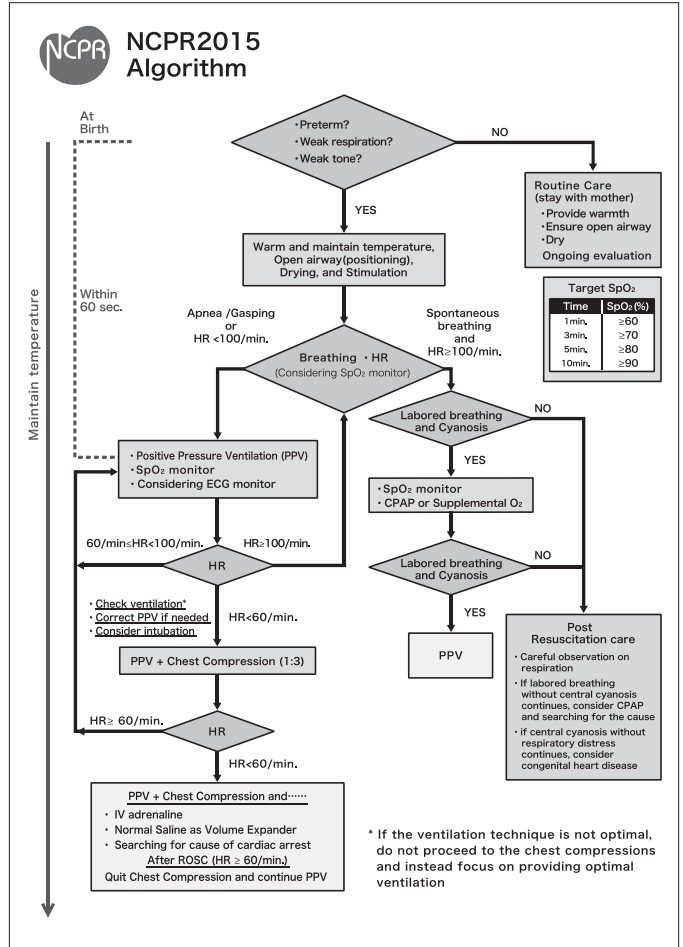 NCPR
NCPR2015
Algorithm
At
Birth
・Preterm?
・Weak respiration?
・Weak tone?
NO
Routine Care
(stay with mother)
・Provide warmth
・Ensure open airway
・Dry
Ongoing evaluation
YES
Warm and maintain temperature,
Open airway(positioning),
Drying, and Stimulation
Target SpO₂
Time SpO₂(%)
1min. ≥60
3min. ≥70
5min. ≥80
10min. ≥90
Maintain temperature
Within
60 sec.
Apnea /Gasping
or
HR <100/min.
Spontaneous
breathing
and
HR≥100/min.
Breathing ・HR
(Considering SpO₂ monitor)
Labored breathing
and Cyanosis
NO
YES
・Positive Pressure Ventilation (PPV)
・SpO₂ monitor
・Considering ECG monitor
・SpO₂ monitor
・CPAP or Supplemental O₂
60/min≤HR<100/min.
HR≥100/min.
HR
Labored breathing
and Cyanosis
NO
YES
・Check ventilation*
・Correct PPV if needed
・Consider intubation
HR<60/min.
PPV + Chest Compression (1:3)
PPV
Post
Resuscitation care
・Careful observation on
respiration
・If labored breathing
without central cyanosis
continues, consider CPAP
and searching for the cause
・if central cyanosis without
respiratory distress
continues, consider
congenital heart disease
HR≥ 60/min.
HR
HR<60/min.
PPV + Chest Compression and……
・ IV adrenaline
・ Normal Saline as Volume Expander
・ Searching for cause of cardiac arrest
After ROSC (HR ≥ 60/min.)
Quit Chest Compression and continue PPV
* If the ventilation technique is not optimal,
do not proceed to the chest compressions
and instead focus on providing optimal
ventilation